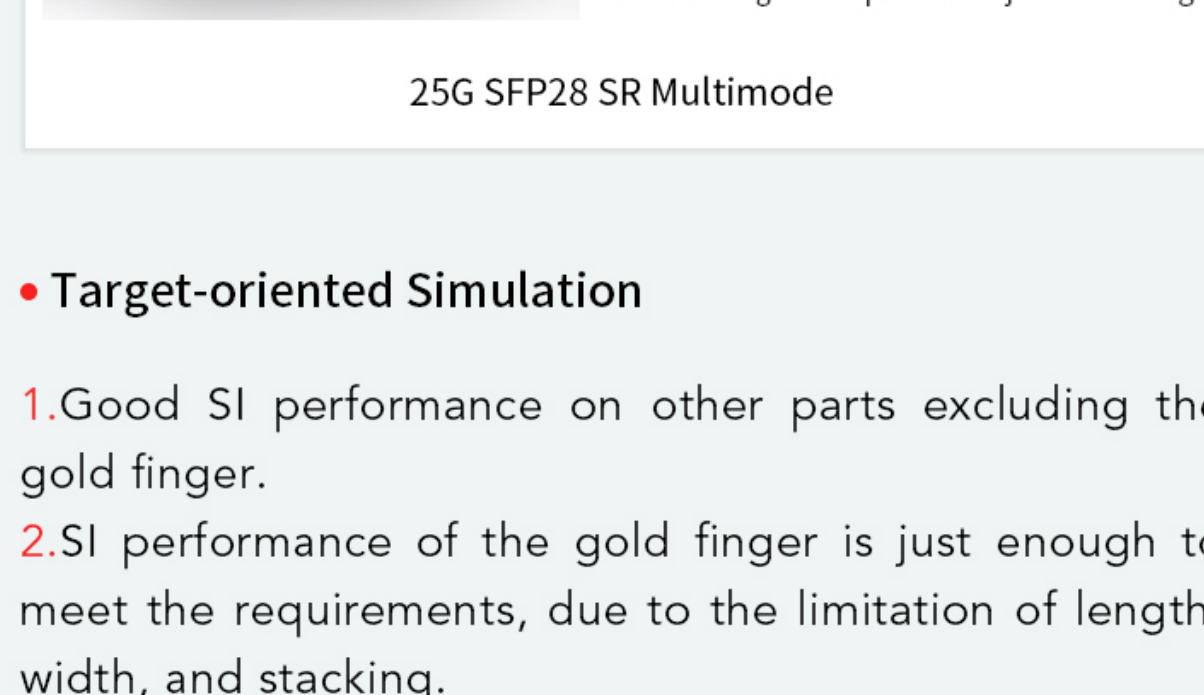 25G SFP28 SR Multimode
• Target-oriented Simulation
1.Good SI performance on other parts excluding the
gold finger.
2.SI performance of the gold finger is just enough to
meet the requirements, due to the limitation of length
width, and stacking.